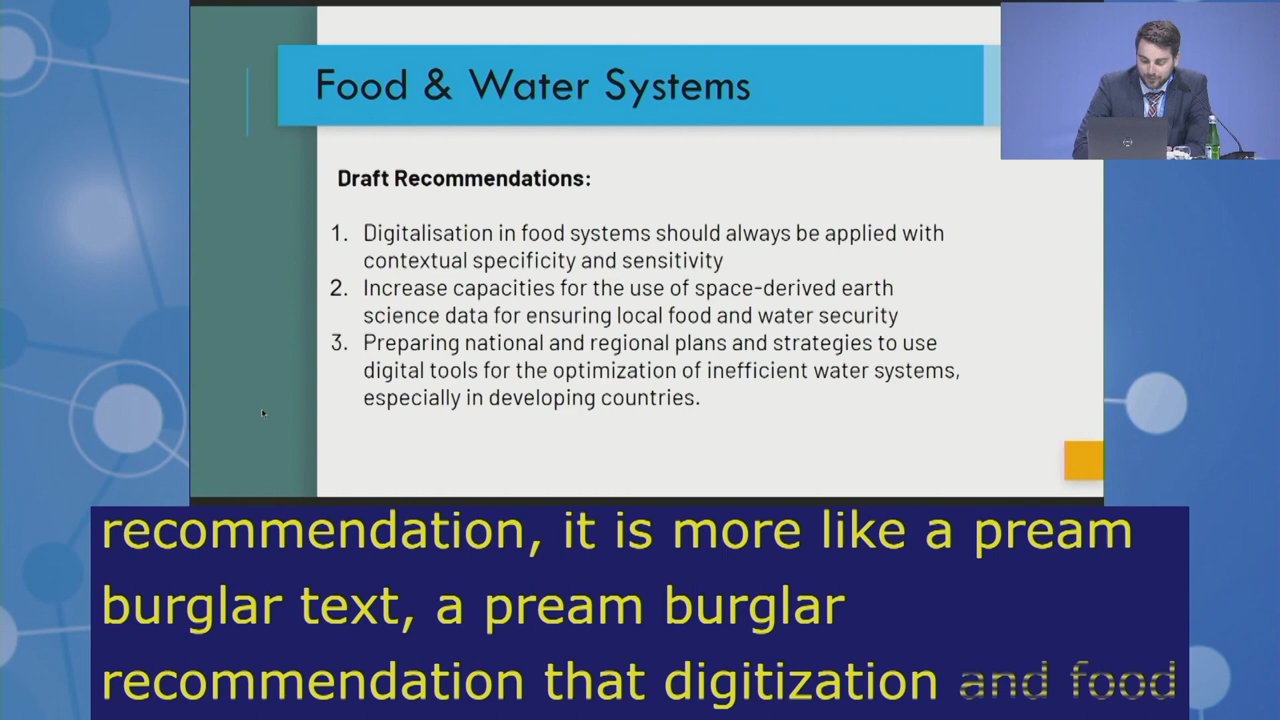 Food & Water Systems
Draft Recommendations:
1. Digitalisation in food systems should always be applied with
contextual specificity and sensitivity
2. Increase capacities for the use of space-derived earth
science data for ensuring local food and water security
3. Preparing national and regional plans and strategies to use
digital tools for the optimization of inefficient water systems,
especially in developing countries.
recommendation, it is more like a pream
burglar text, a pream burglar
recommendation that digitization and food